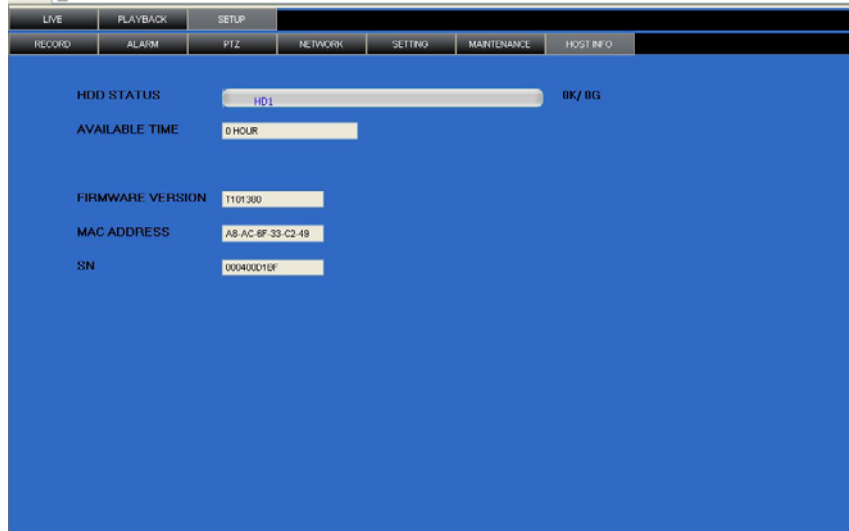 LIVE PLAYBACK SETUP
RECORD ALARM PTZ NETWORK SETTING MAINTENANCE HOST INFO
HDD STATUS HD1 0K/0G
AVAILABLE TIME 0 HOUR
FIRMWARE VERSION T101380
MAC ADDRESS A8-AC-6F-33-C2-49
SN 000400D1BF